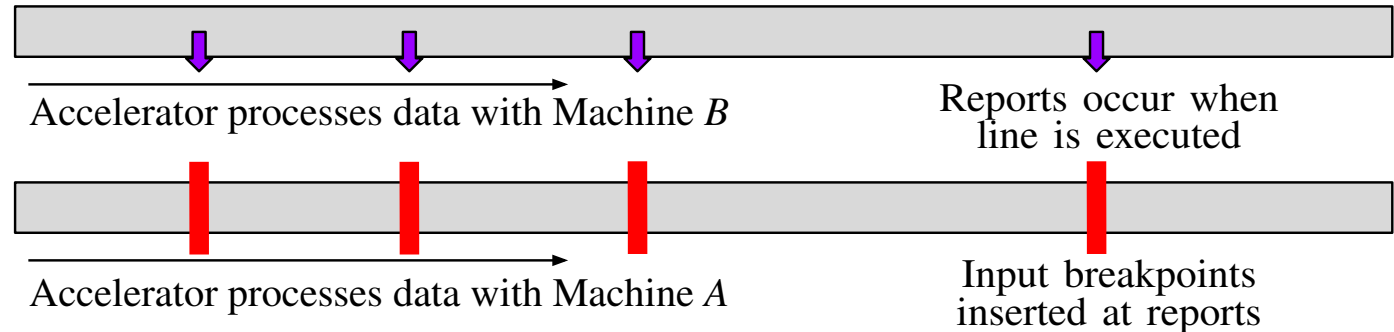 Accelerator processes data with Machine B
Reports occur when
line is executed
Accelerator processes data with Machine A
Input breakpoints
inserted at reports